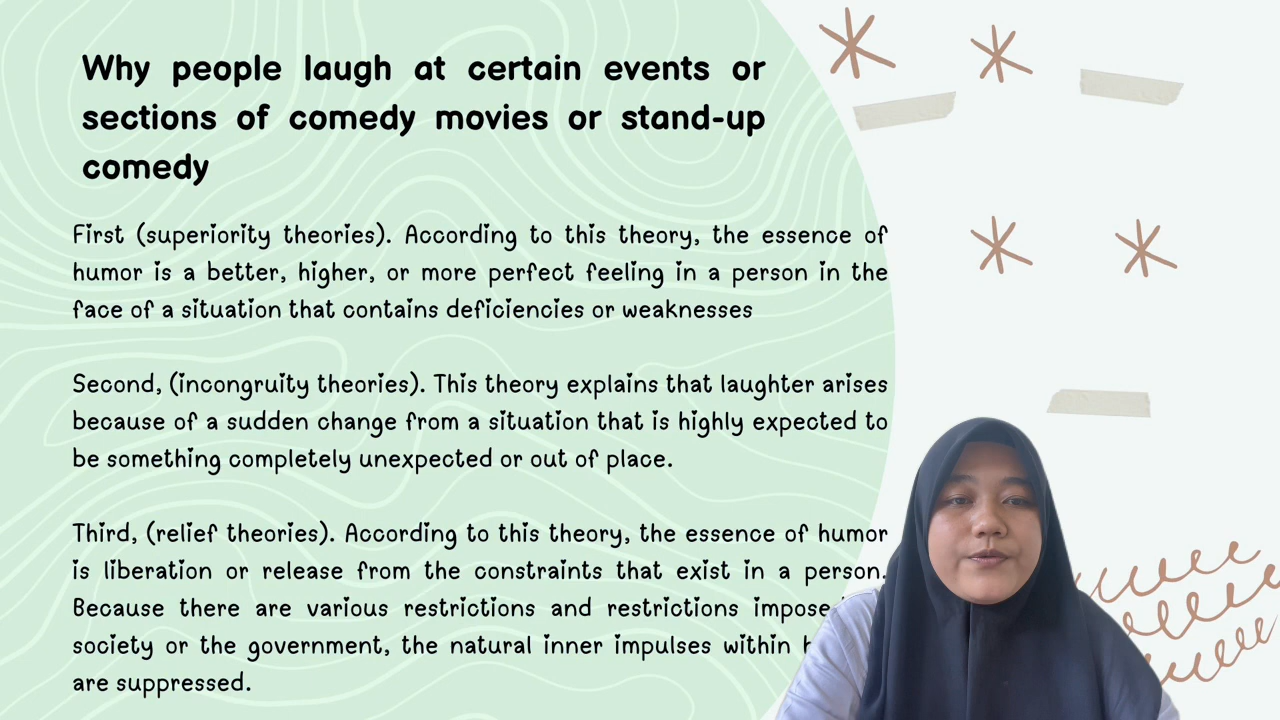 Why people laugh at certain events or
sections of comedy movies or stand-up
comedy
First (superiority theories). According to this theory, the essence of
humor is a better, higher, or more perfect feeling in a person in the
face of a situation that contains deficiencies or weaknesses
Second, (incongruity theories). This theory explains that laughter arises
because of a sudden change from a situation that is highly expected to
be something completely unexpected or out of place.
Third, (relief theories). According to this theory, the essence of humor
is liberation or release from the constraints that exist in a person.
Because there are various restrictions and restrictions
society or the government, the natural inner impulses within
are suppressed.